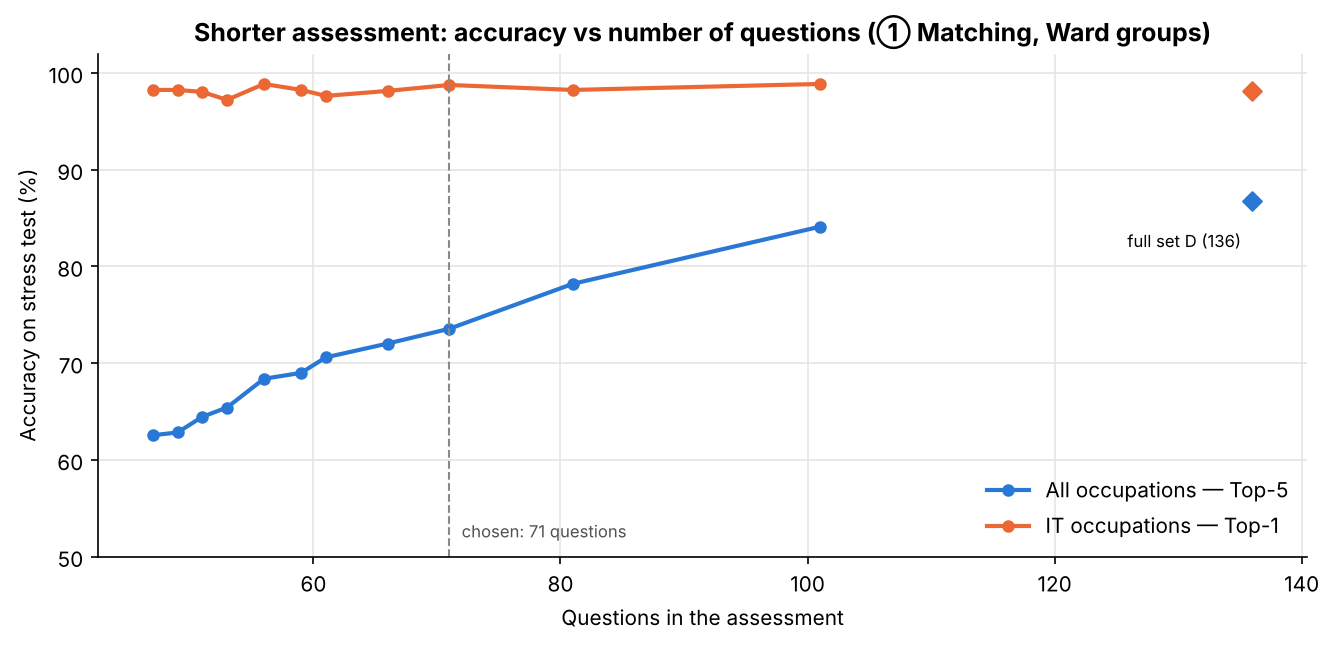 Shorter assessment: accuracy vs number of questions (① Matching, Ward groups)
Accuracy on stress test (%)
100
90
80
70
60
50
full set D (136)
All occupations — Top-5
IT occupations — Top-1
chosen: 71 questions
60
80
100
120
140
Questions in the assessment